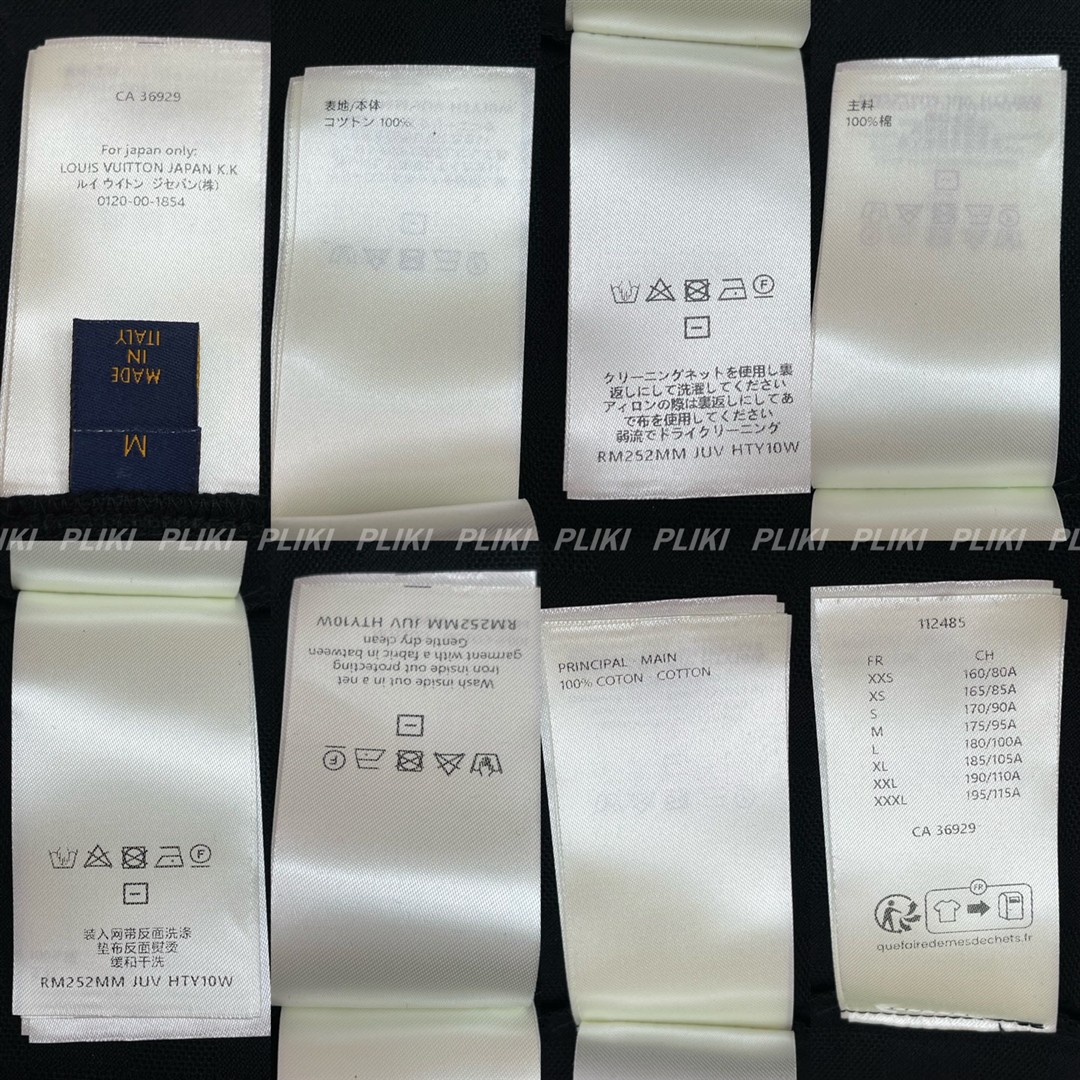 CA 36929
For japan only:
LOUIS VUITTON JAPAN K.K
ルイ ウイトン ジセパン(株)
0120-00-1854
MADE
IN
ITALY
M
表地/本体
コツトン 100%
F
クリーニングネットを使用し裏
返しにして洗濯してください
アィロンの際は裏返しにしてあ
で布を使用してください
弱流でドライクリーニング
RM252MM JUV HTY10W
主料
100%棉
IKI PLIKI PLIKI PLIKI PLIKI PLIKI PLIKI PLIKI PLIKI PLIKI PLIKI PL
F
装入网带反面洗涤
垫布反面熨烫
缓和干洗
RM252MM JUV HTY10W
F
Wash inside out in a net
Iron inside out protecting
garment with a fabric in between
Gentle dry clean
RM252MM JUV HTY10W
PRINCIPAL - MAIN
100% COTON - COTTON
112485
FR CH
XXS 160/80A
XS 165/85A
S 170/90A
M 175/95A
L 180/100A
XL 185/105A
XXL 190/110A
XXXL 195/115A
CA 36929
FR
quefairedemesdechets.fr